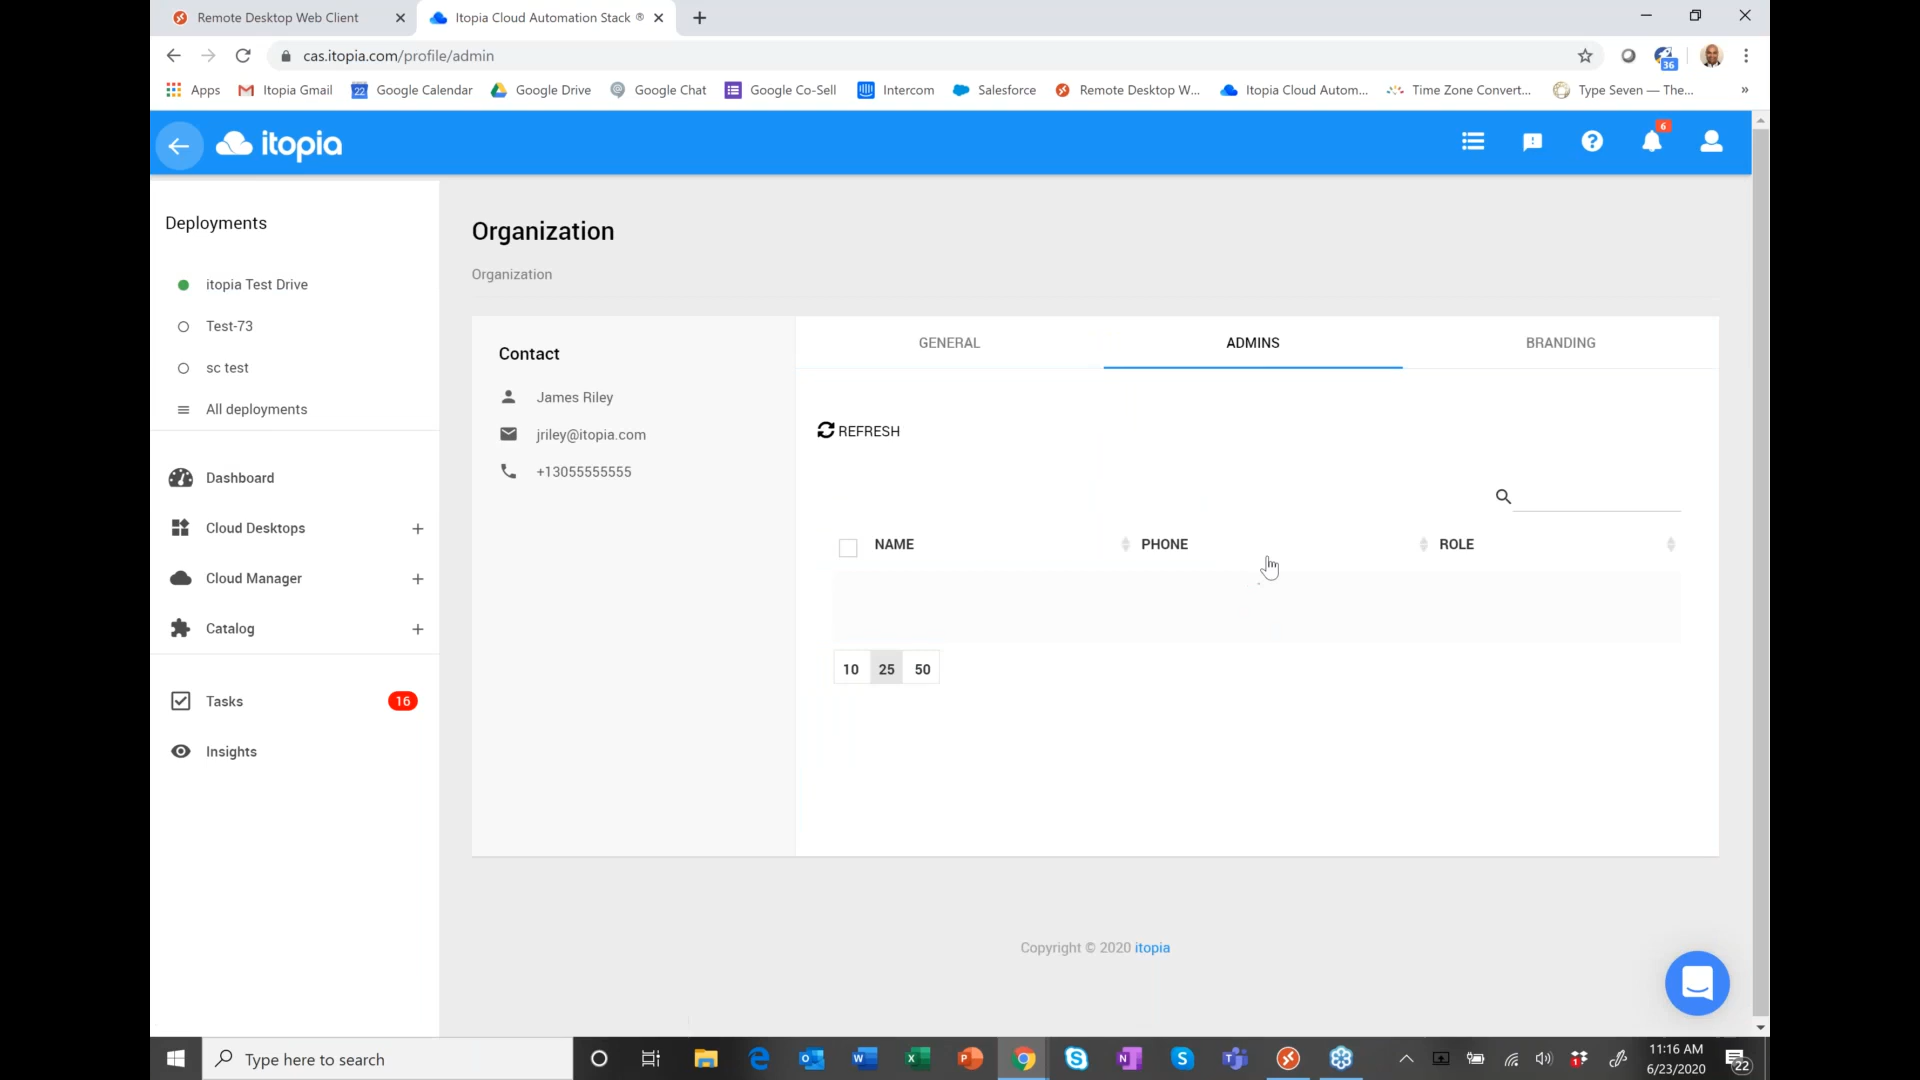 Remote Desktop Web Client
Itopia Cloud Automation Stack ®
cas.itopia.com/profile/admin
36
Apps
Itopia Gmail
22 Google Calendar
Google Drive
Google Chat
Google Co-Sell
Intercom
Salesforce
Remote Desktop W...
Itopia Cloud Autom...
Time Zone Convert...
Type Seven — The...
»
itopia
6
Deployments
itopia Test Drive
Test-73
sc test
All deployments
Dashboard
Cloud Desktops +
Cloud Manager +
Catalog +
Tasks 16
Insights
Organization
Organization
Contact
James Riley
jriley@itopia.com
+13055555555
GENERAL
ADMINS
BRANDING
REFRESH
NAME PHONE ROLE
10 25 50
Copyright © 2020 itopia
Type here to search
11:16 AM
6/23/2020
22